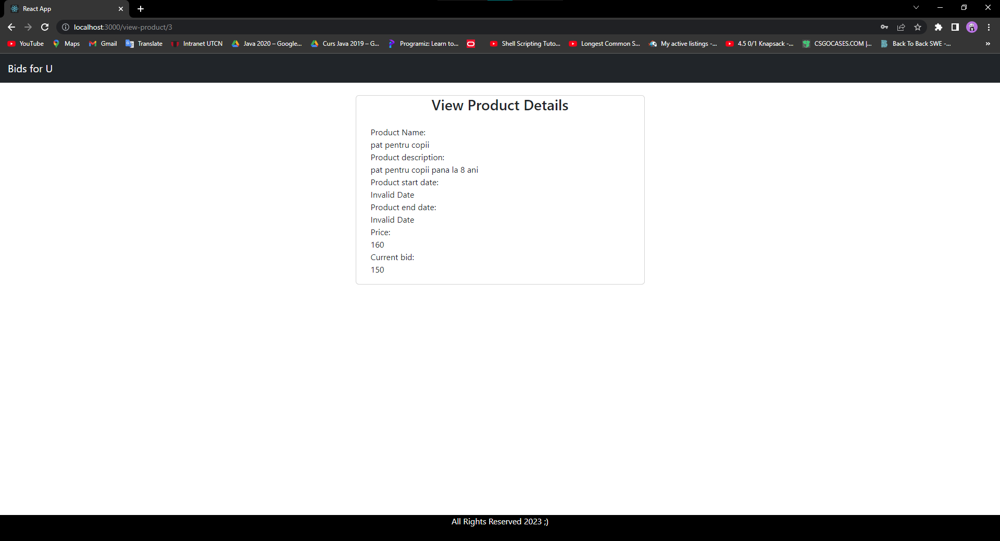 React App
localhost:3000/view-product/3
YouTube Maps Gmail Translate Intranet UTCN Java 2020 – Google... Curs Java 2019 – G... Programiz: Learn to... Shell Scripting Tuto... Longest Common S... My active listings -... 4.5 0/1 Knapsack -... CSGOCASES.COM |... Back To Back SWE -... »
Bids for U
View Product Details
Product Name:
pat pentru copii
Product description:
pat pentru copii pana la 8 ani
Product start date:
Invalid Date
Product end date:
Invalid Date
Price:
160
Current bid:
150
All Rights Reserved 2023 ;)